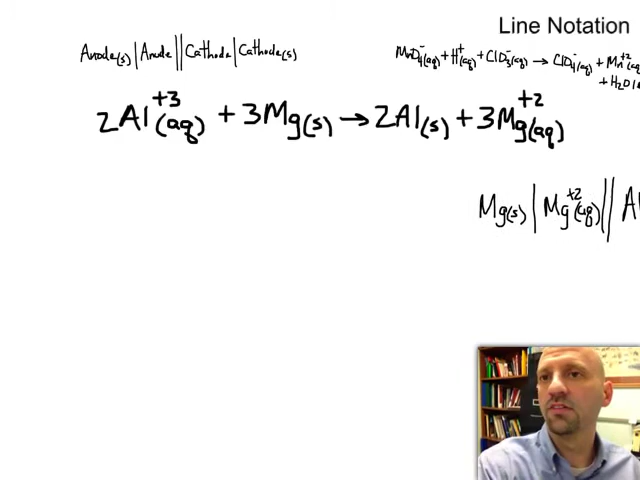 Line Notation
Anode(s) | Anode || Cathode | Cathode(s)
MnO₄⁻(aq) + H⁺(aq) + ClO₃⁻(aq) → ClO₄⁻(aq) + Mn⁺²(aq
+ H₂O(
2Al⁺³(aq) + 3Mg(s) → 2Al(s) + 3Mg⁺²(aq)
Mg(s) | Mg⁺²(aq) || Al